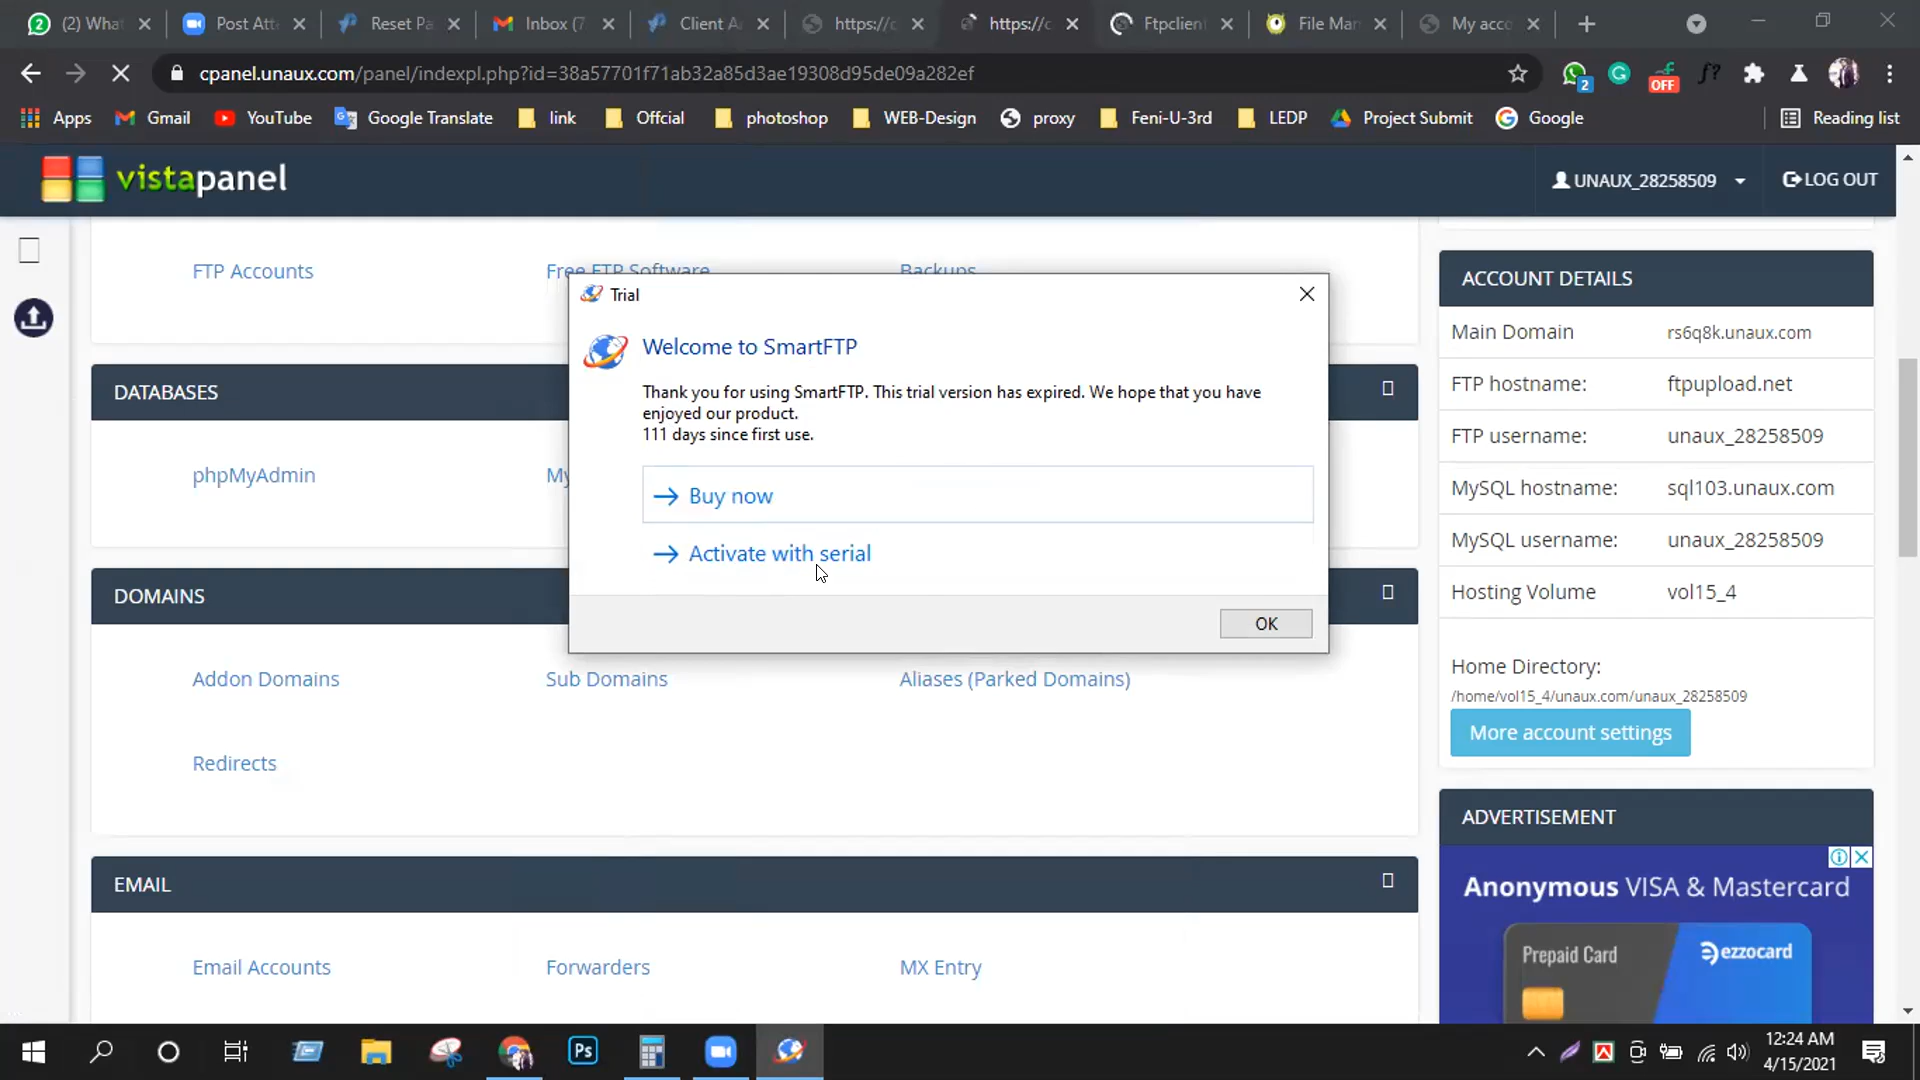 (2) What
Post Att
Reset Pa
Inbox (7
Client A
https://c
https://c
Ftpclient
File Mar
My acco
cpanel.unaux.com/panel/indexpl.php?id=38a57701f71ab32a85d3ae19308d95de09a282ef
2
OFF
f?
Apps
Gmail
YouTube
Google Translate
link
Offcial
photoshop
WEB-Design
proxy
Feni-U-3rd
LEDP
Project Submit
Google
Reading list
vistapanel
UNAUX_28258509
LOG OUT
FTP Accounts
Free FTP Software
Backups
DATABASES
phpMyAdmin
My
DOMAINS
Addon Domains
Sub Domains
Aliases (Parked Domains)
Redirects
EMAIL
Email Accounts
Forwarders
MX Entry
Trial
Welcome to SmartFTP
Thank you for using SmartFTP. This trial version has expired. We hope that you have
enjoyed our product.
111 days since first use.
Buy now
Activate with serial
OK
ACCOUNT DETAILS
Main Domain rs6q8k.unaux.com
FTP hostname: ftpupload.net
FTP username: unaux_28258509
MySQL hostname: sql103.unaux.com
MySQL username: unaux_28258509
Hosting Volume vol15_4
Home Directory:
/home/vol15_4/unaux.com/unaux_28258509
More account settings
ADVERTISEMENT
Anonymous VISA & Mastercard
Prepaid Card
ezzocard
Ps
12:24 AM
4/15/2021